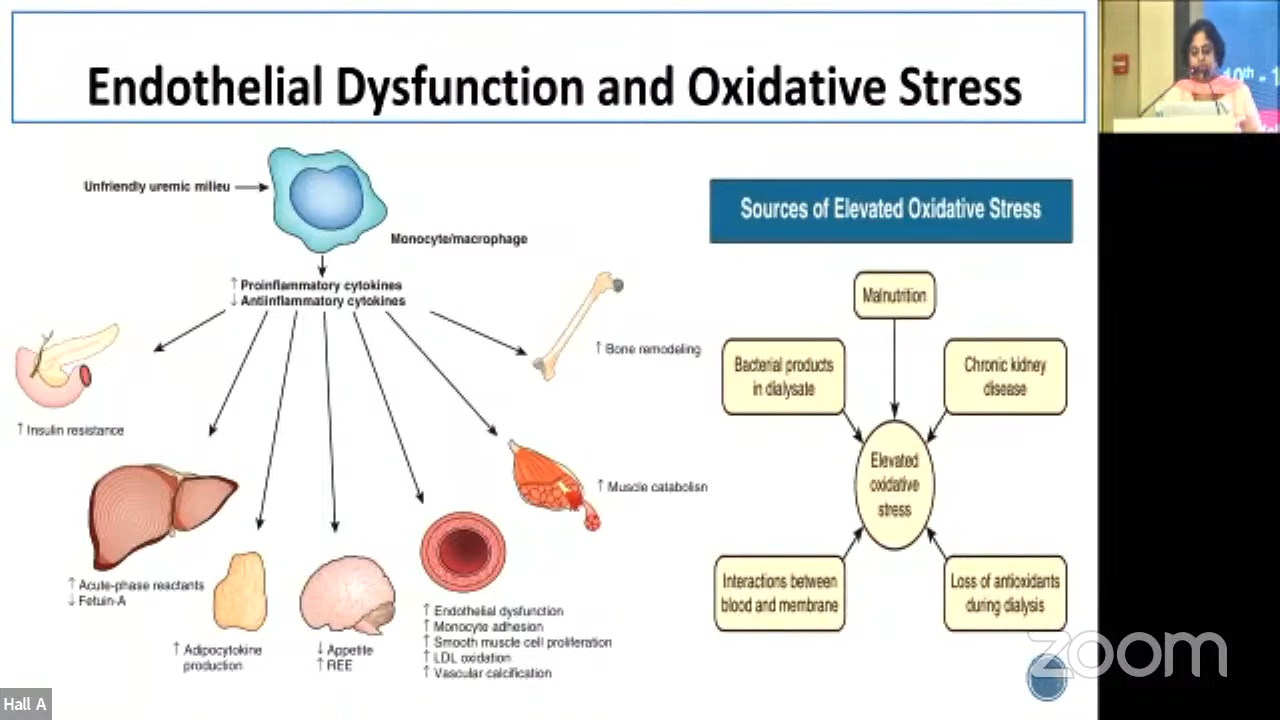 Endothelial Dysfunction and Oxidative Stress
Unfriendly uremic milieu
Monocyte/macrophage
↑ Proinflammatory cytokines
↓ Antiinflammatory cytokines
↑ Bone remodeling
↑ Insulin resistance
↑ Muscle catabolism
↑ Acute-phase reactants
↓ Fetuin-A
↑ Adipocytokine
production
↓ Appetite
↑ REE
↑ Endothelial dysfunction
↑ Monocyte adhesion
↑ Smooth muscle cell proliferation
↑ LDL oxidation
↑ Vascular calcification
Sources of Elevated Oxidative Stress
Malnutrition
Bacterial products
in dialysate
Chronic kidney
disease
Elevated
oxidative
stress
Interactions between
blood and membrane
Loss of antioxidants
during dialysis
zoom
Hall A